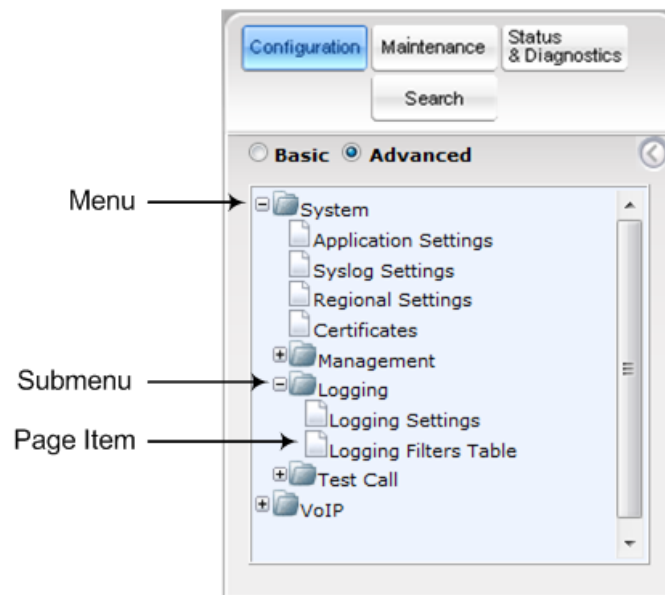 Configuration Maintenance Status & Diagnostics
Search
Basic Advanced
Menu
System
Application Settings
Syslog Settings
Regional Settings
Certificates
Management
Submenu
Logging
Logging Settings
Page Item
Logging Filters Table
Test Call
VoIP